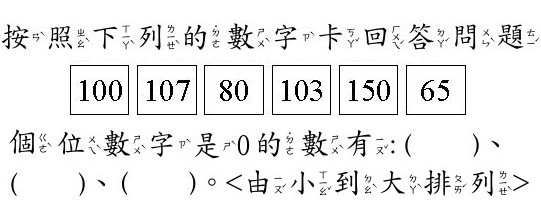 按照下列的數字卡回答問題
100 107 80 103 150 65
個位數字是0的數有:( )、
( )、( )。<由小到大排列>